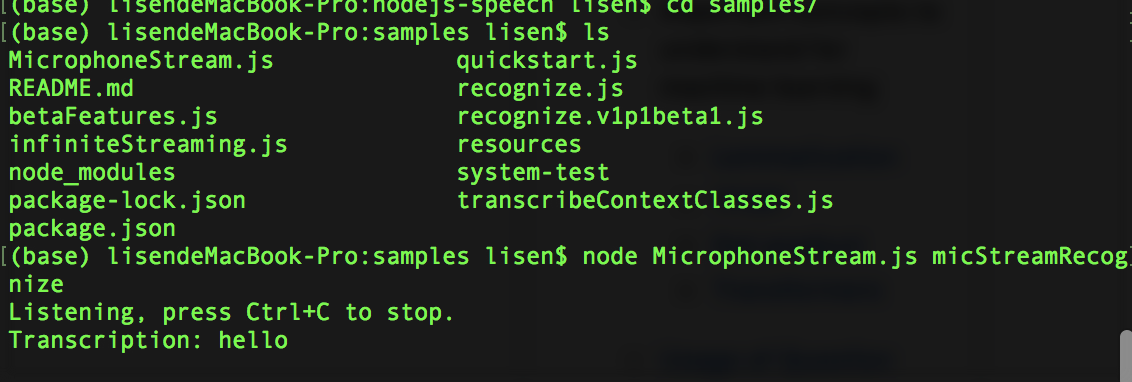 [(base) lisendeMacBook-Pro:nodejs-speech lisen$ cd samples/
[(base) lisendeMacBook-Pro:samples lisen$ ls
MicrophoneStream.js quickstart.js
README.md recognize.js
betaFeatures.js recognize.v1p1beta1.js
infiniteStreaming.js resources
node_modules system-test
package-lock.json transcribeContextClasses.js
package.json
[(base) lisendeMacBook-Pro:samples lisen$ node MicrophoneStream.js micStreamRecog
nize
Listening, press Ctrl+C to stop.
Transcription: hello